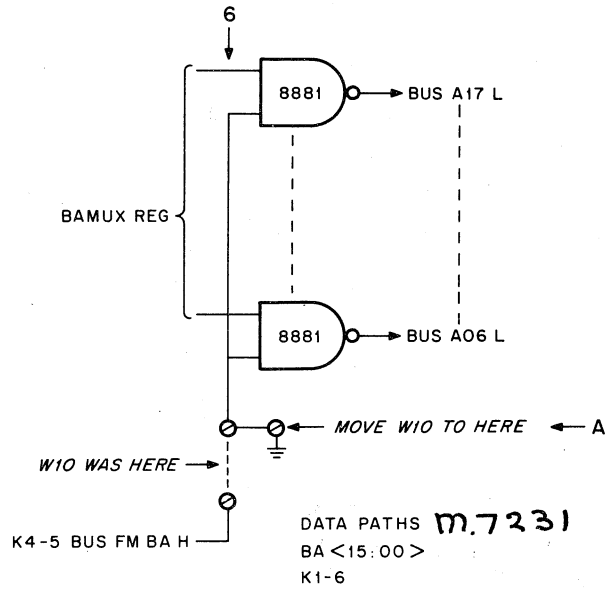 6
8881
BUS A17 L
BAMUX REG
8881
BUS A06 L
MOVE W10 TO HERE
A
W10 WAS HERE
K4-5 BUS FM BA H
DATA PATHS M.7231
BA <15:00>
K1-6